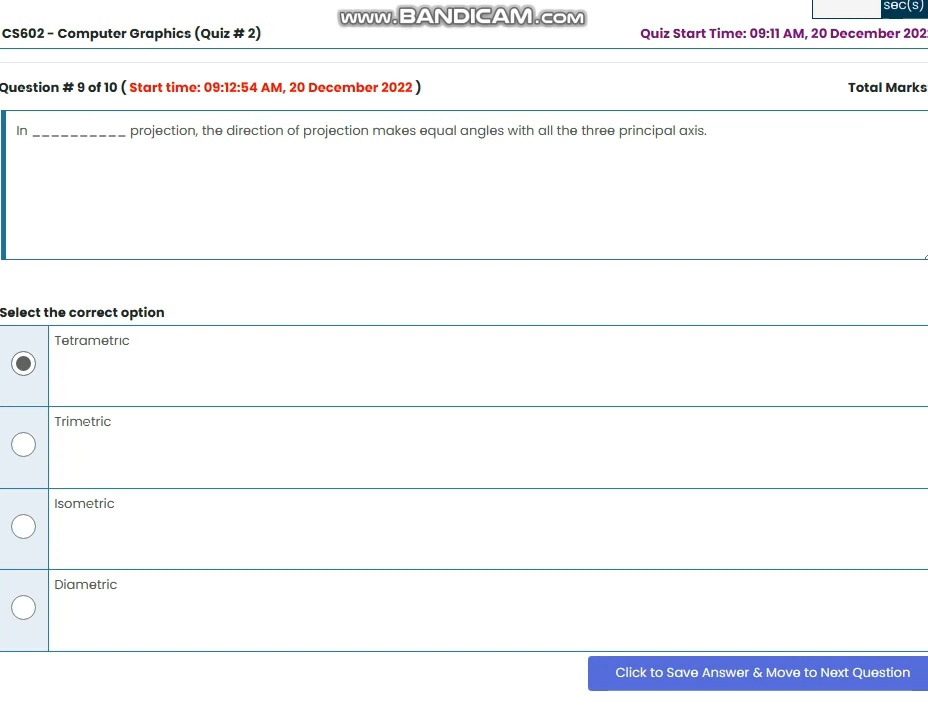 www.BANDICAM.com
sec(s)
CS602 - Computer Graphics (Quiz # 2)
Quiz Start Time: 09:11 AM, 20 December 202
Question # 9 of 10 ( Start time: 09:12:54 AM, 20 December 2022 )
Total Marks
In __________ projection, the direction of projection makes equal angles with all the three principal axis.
Select the correct option
Tetrametric
Trimetric
Isometric
Diametric
Click to Save Answer & Move to Next Question